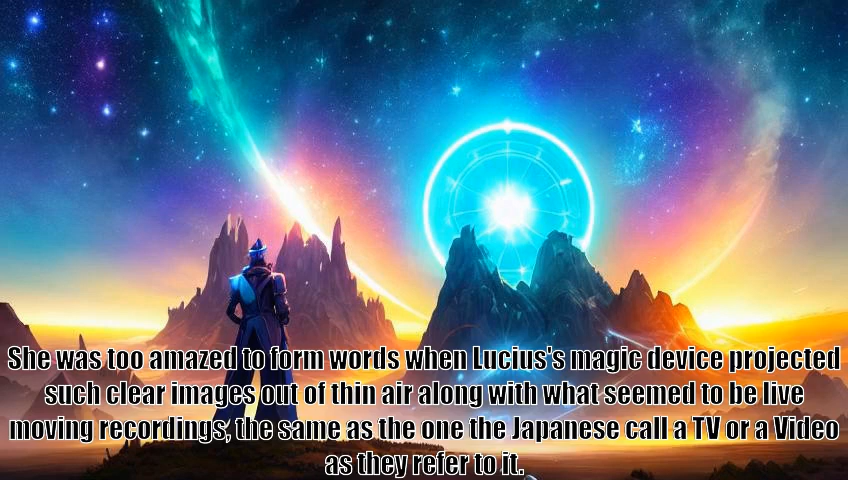 She was too amazed to form words when Lucius's magic device projected
such clear images out of thin air along with what seemed to be live
moving recordings, the same as the one the Japanese call a TV or a Video
as they refer to it.